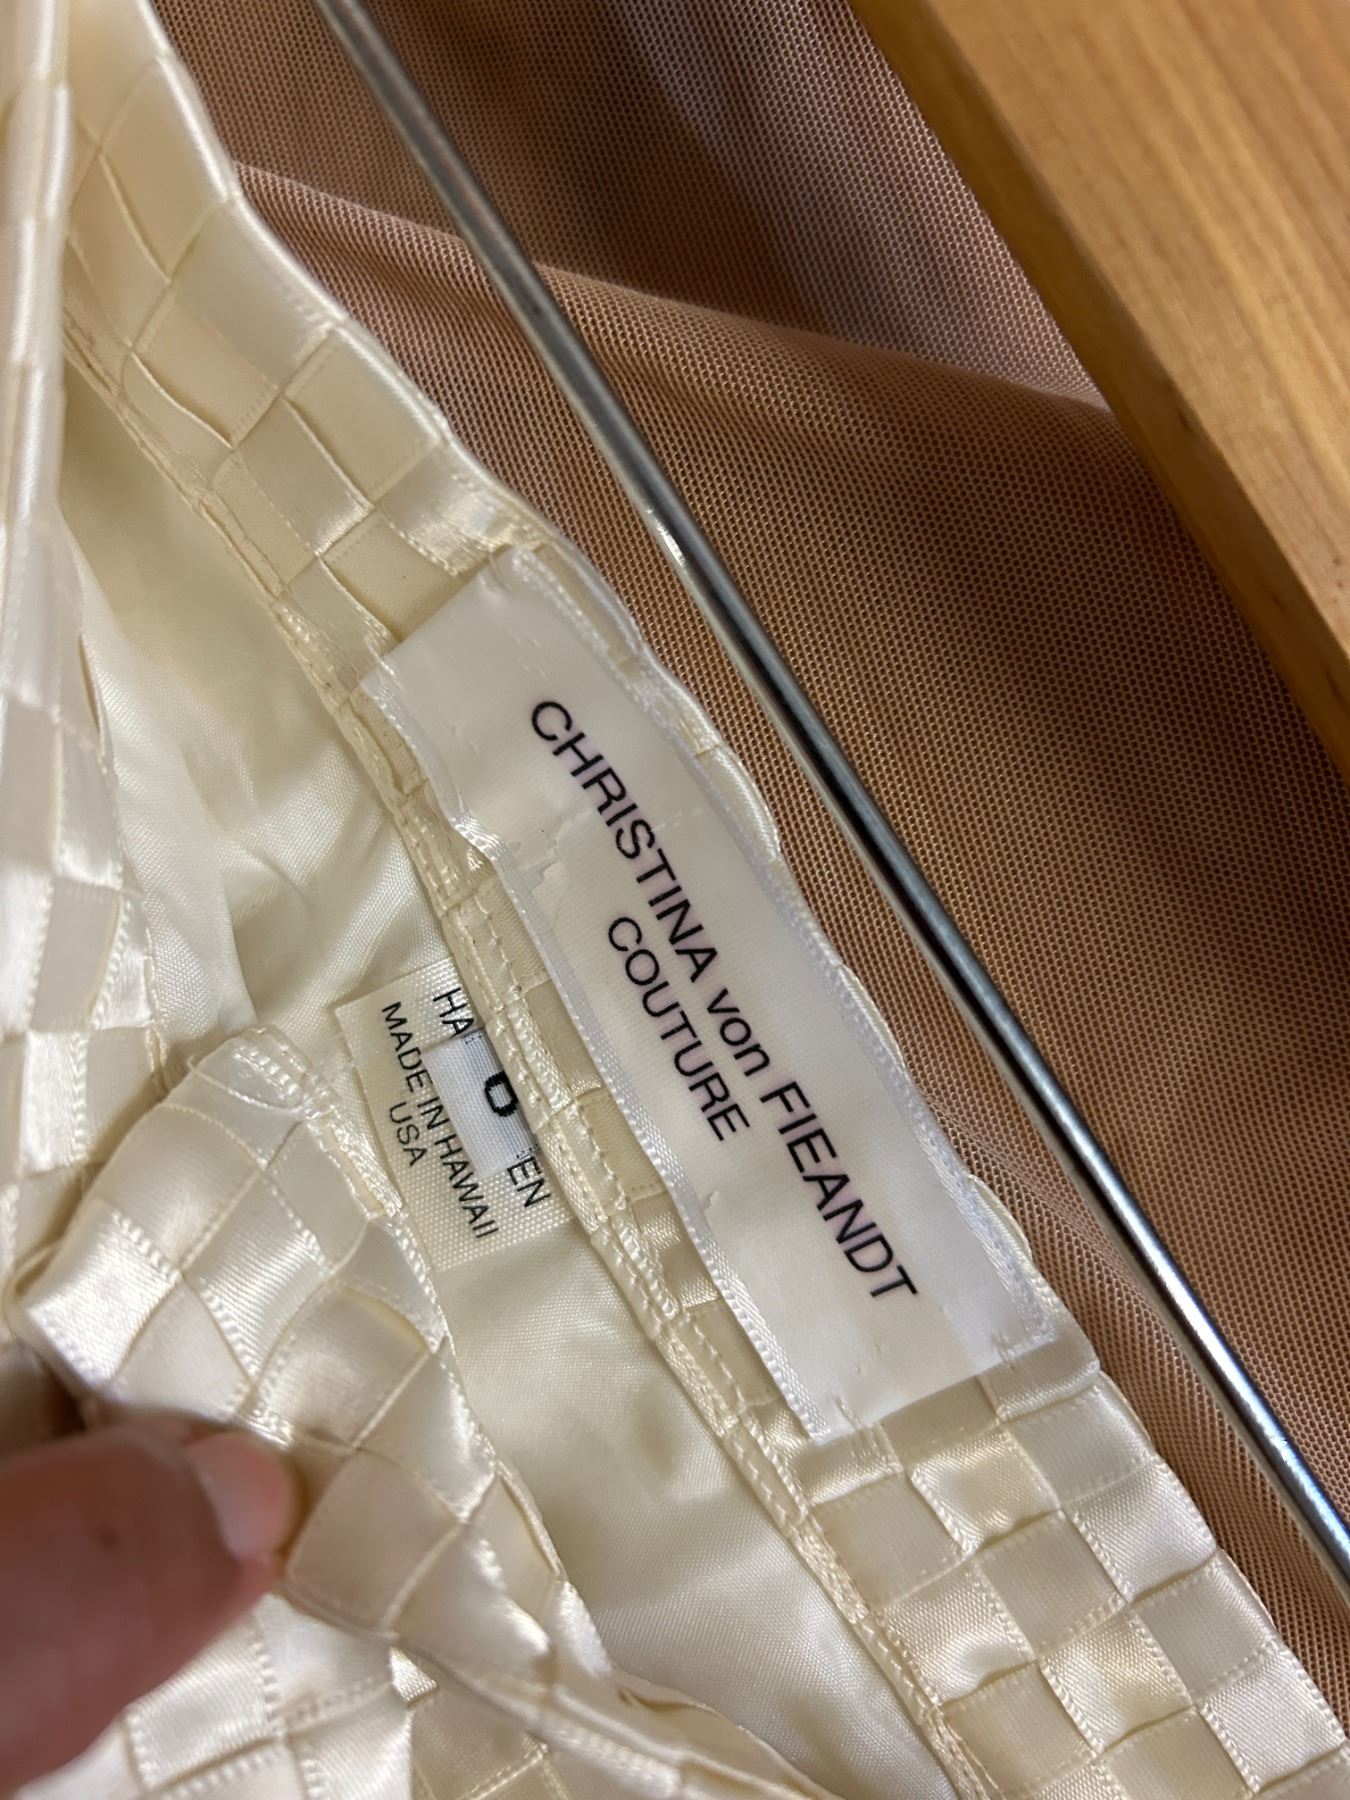 CHRISTINA von FIEANDT
COUTURE
MADE IN HAWAII
USA